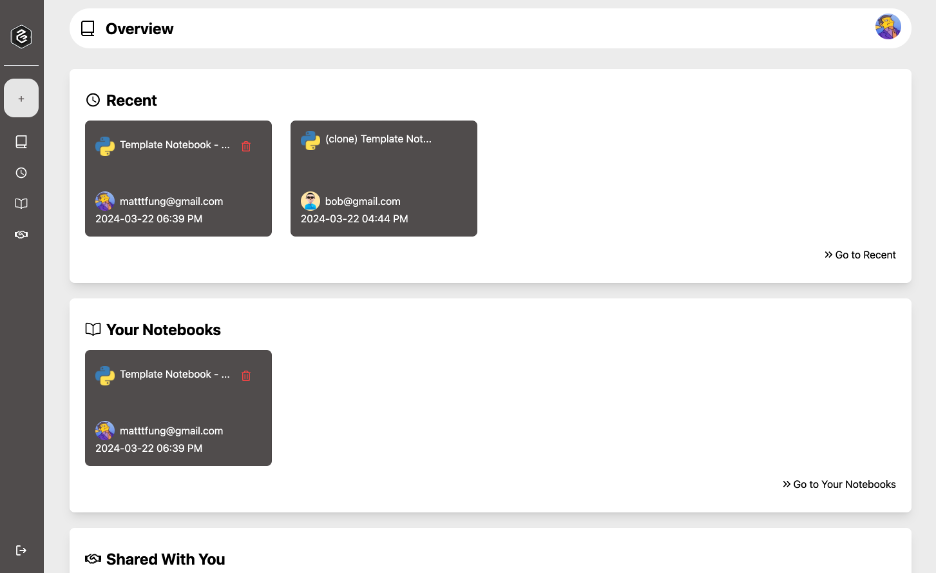 Overview
+
Recent
Template Notebook - ...
matttfung@gmail.com
2024-03-22 06:39 PM
(clone) Template Not...
bob@gmail.com
2024-03-22 04:44 PM
Go to Recent
Your Notebooks
Template Notebook - ...
matttfung@gmail.com
2024-03-22 06:39 PM
Go to Your Notebooks
Shared With You